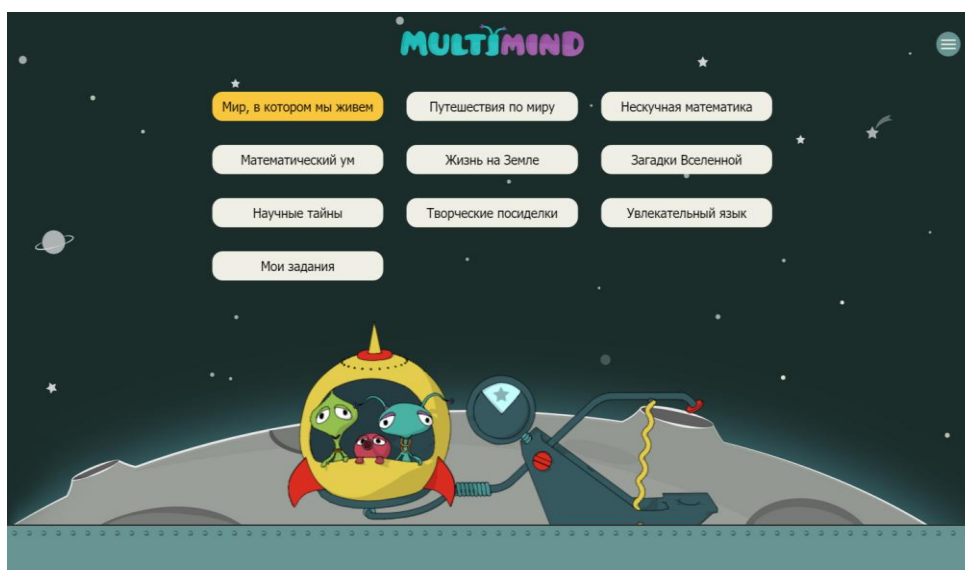 MULTIMIND
Мир, в котором мы живем
Путешествия по миру
Нескучная математика
Математический ум
Жизнь на Земле
Загадки Вселенной
Научные тайны
Творческие посиделки
Увлекательный язык
Мои задания